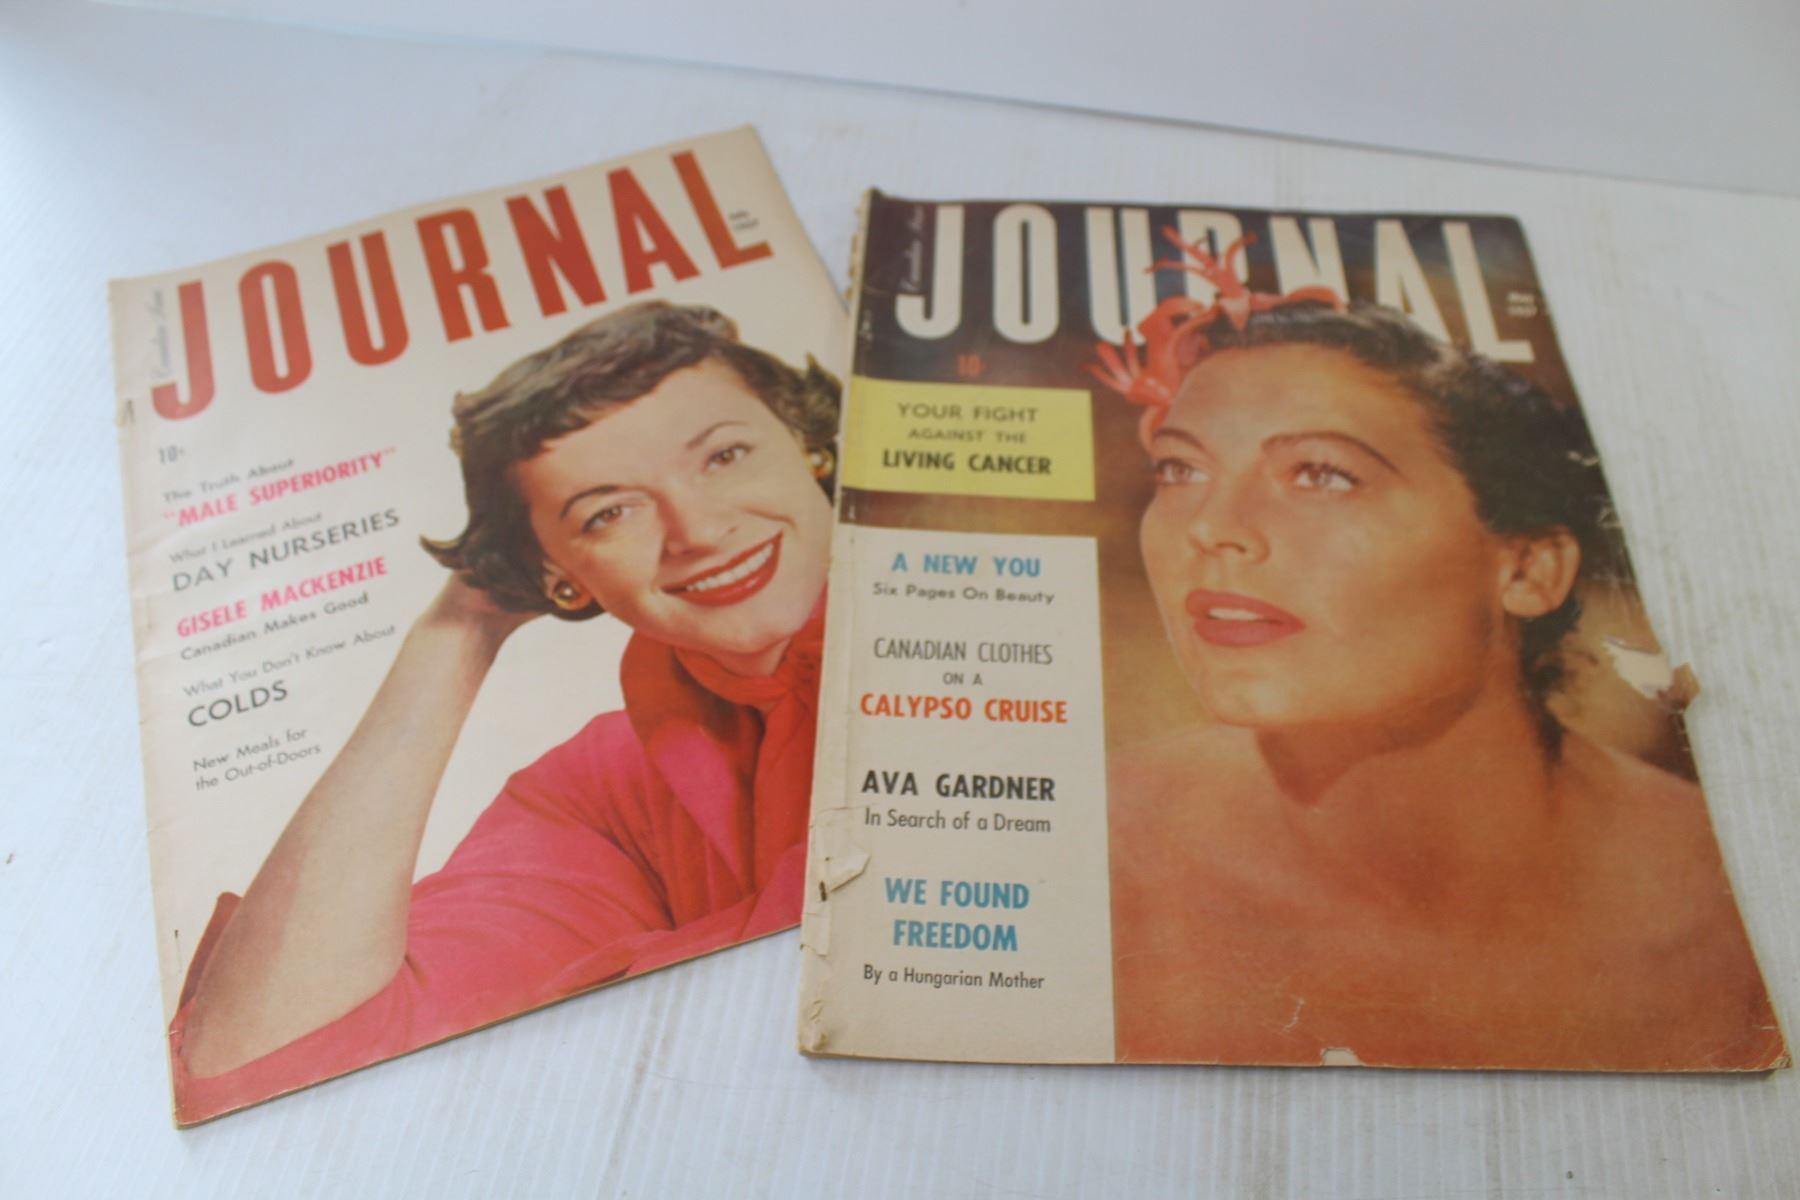 JOURNAL
1957
10¢
The Truth About
"MALE SUPERIORITY"
What I Learned About
DAY NURSERIES
GISELE MACKENZIE
Canadian Makes Good
What You Don't Know About
COLDS
New Meals for
the Out-of-Doors
JOURNAL
May
1957
10¢
YOUR FIGHT
AGAINST THE
LIVING CANCER
A NEW YOU
Six Pages On Beauty
CANADIAN CLOTHES
ON A
CALYPSO CRUISE
AVA GARDNER
In Search of a Dream
WE FOUND
FREEDOM
By a Hungarian Mother